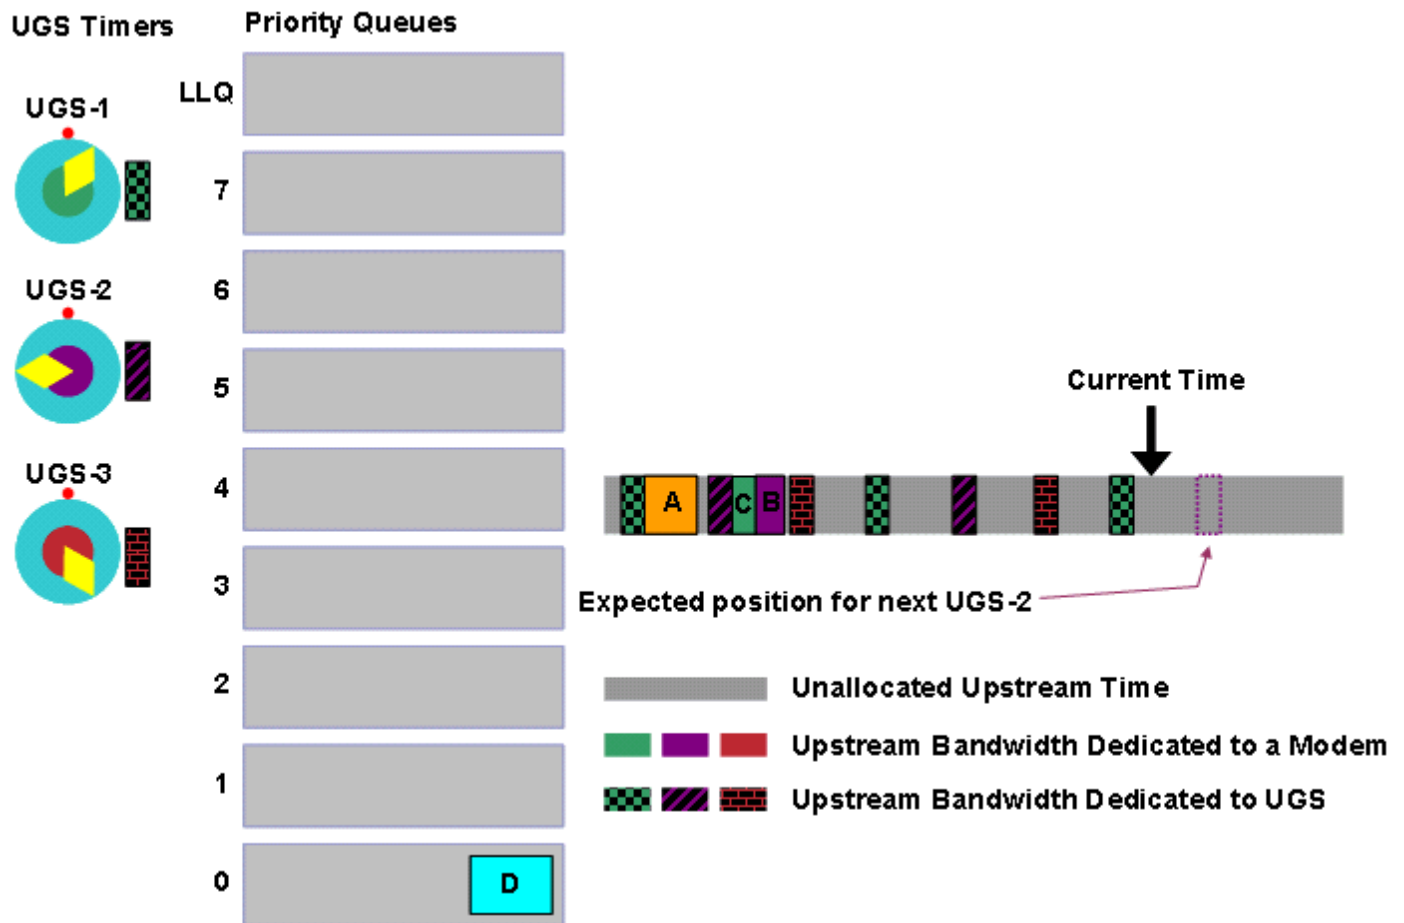 UGS Timers
Priority Queues
LLQ
UGS-1
7
6
UGS-2
5
Current Time
UGS-3
4
A
C
B
3
Expected position for next UGS-2
2
Unallocated Upstream Time
1
Upstream Bandwidth Dedicated to a Modem
Upstream Bandwidth Dedicated to UGS
0
D